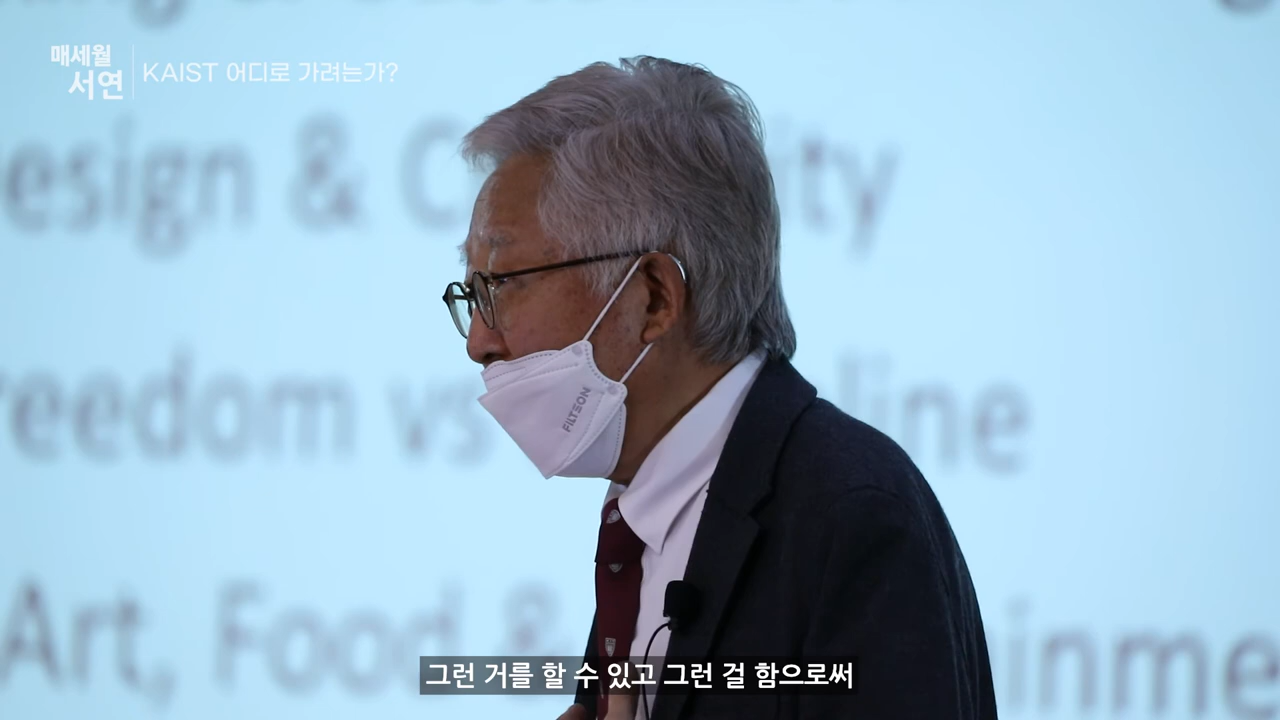 매세월
서연
KAIST 어디로 가려는가?
esign &
ity
reedom vs
line
Art, Food &
inme
FILTSON
그런 거를 할 수 있고 그런 걸 함으로써